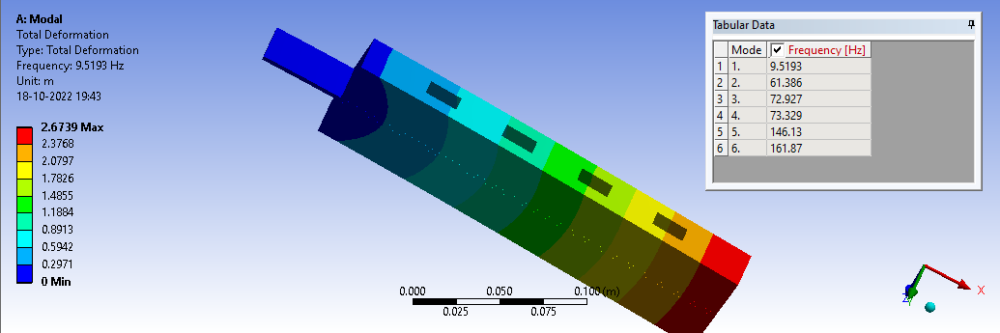 A: Modal
Total Deformation
Type: Total Deformation
Frequency: 9.5193 Hz
Unit: m
18-10-2022 19:43
2.6739 Max
2.3768
2.0797
1.7826
1.4855
1.1884
0.8913
0.5942
0.2971
0 Min
Tabular Data
Mode Frequency [Hz]
1 1. 9.5193
2 2. 61.386
3 3. 72.927
4 4. 73.329
5 5. 146.13
6 6. 161.87
0.000 0.050 0.100 (m)
0.025 0.075
X
Z